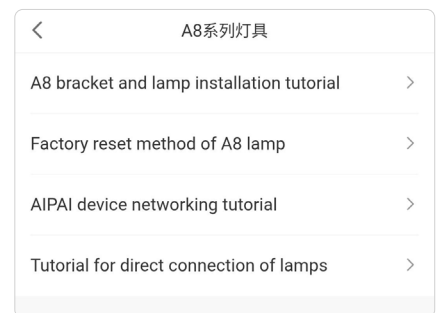 A8系列灯具
A8 bracket and lamp installation tutorial
Factory reset method of A8 lamp
AIPAI device networking tutorial
Tutorial for direct connection of lamps